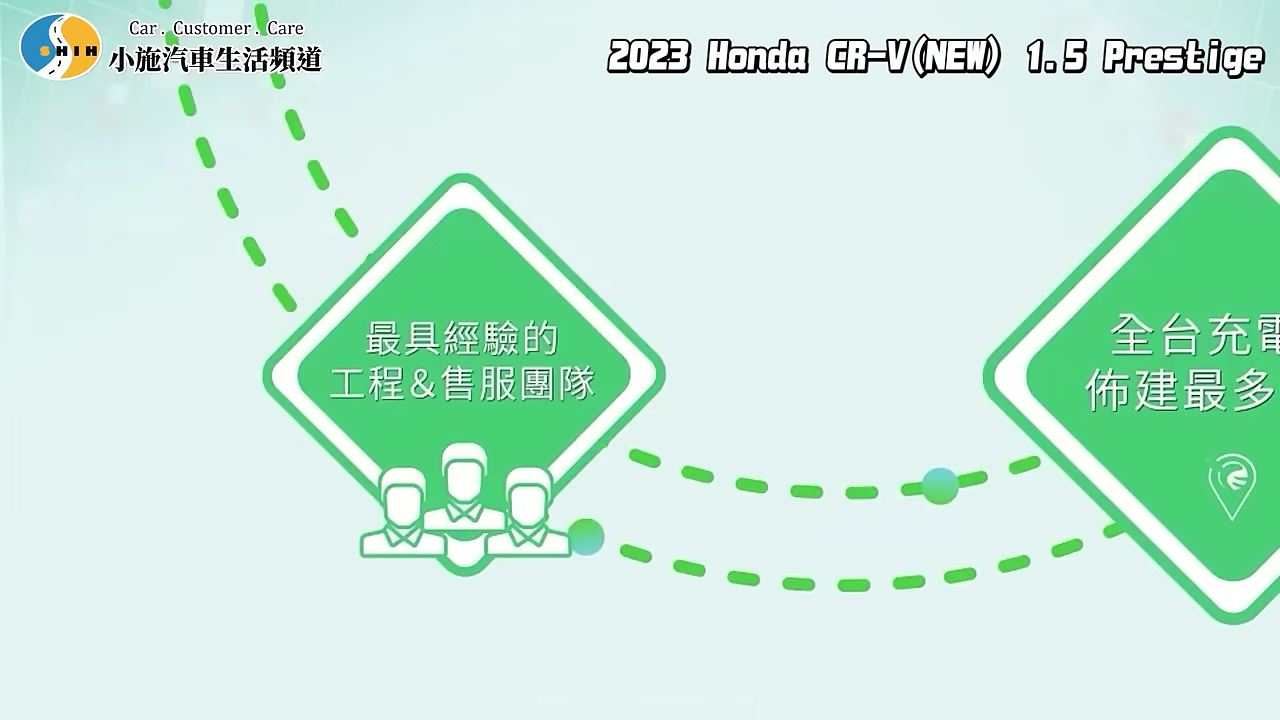 Car . Customer . Care
SHIH
小施汽車生活頻道
2023 Honda CR-V(NEW) 1.5 Prestige
最具經驗的
工程&售服團隊
全台充電
佈建最多